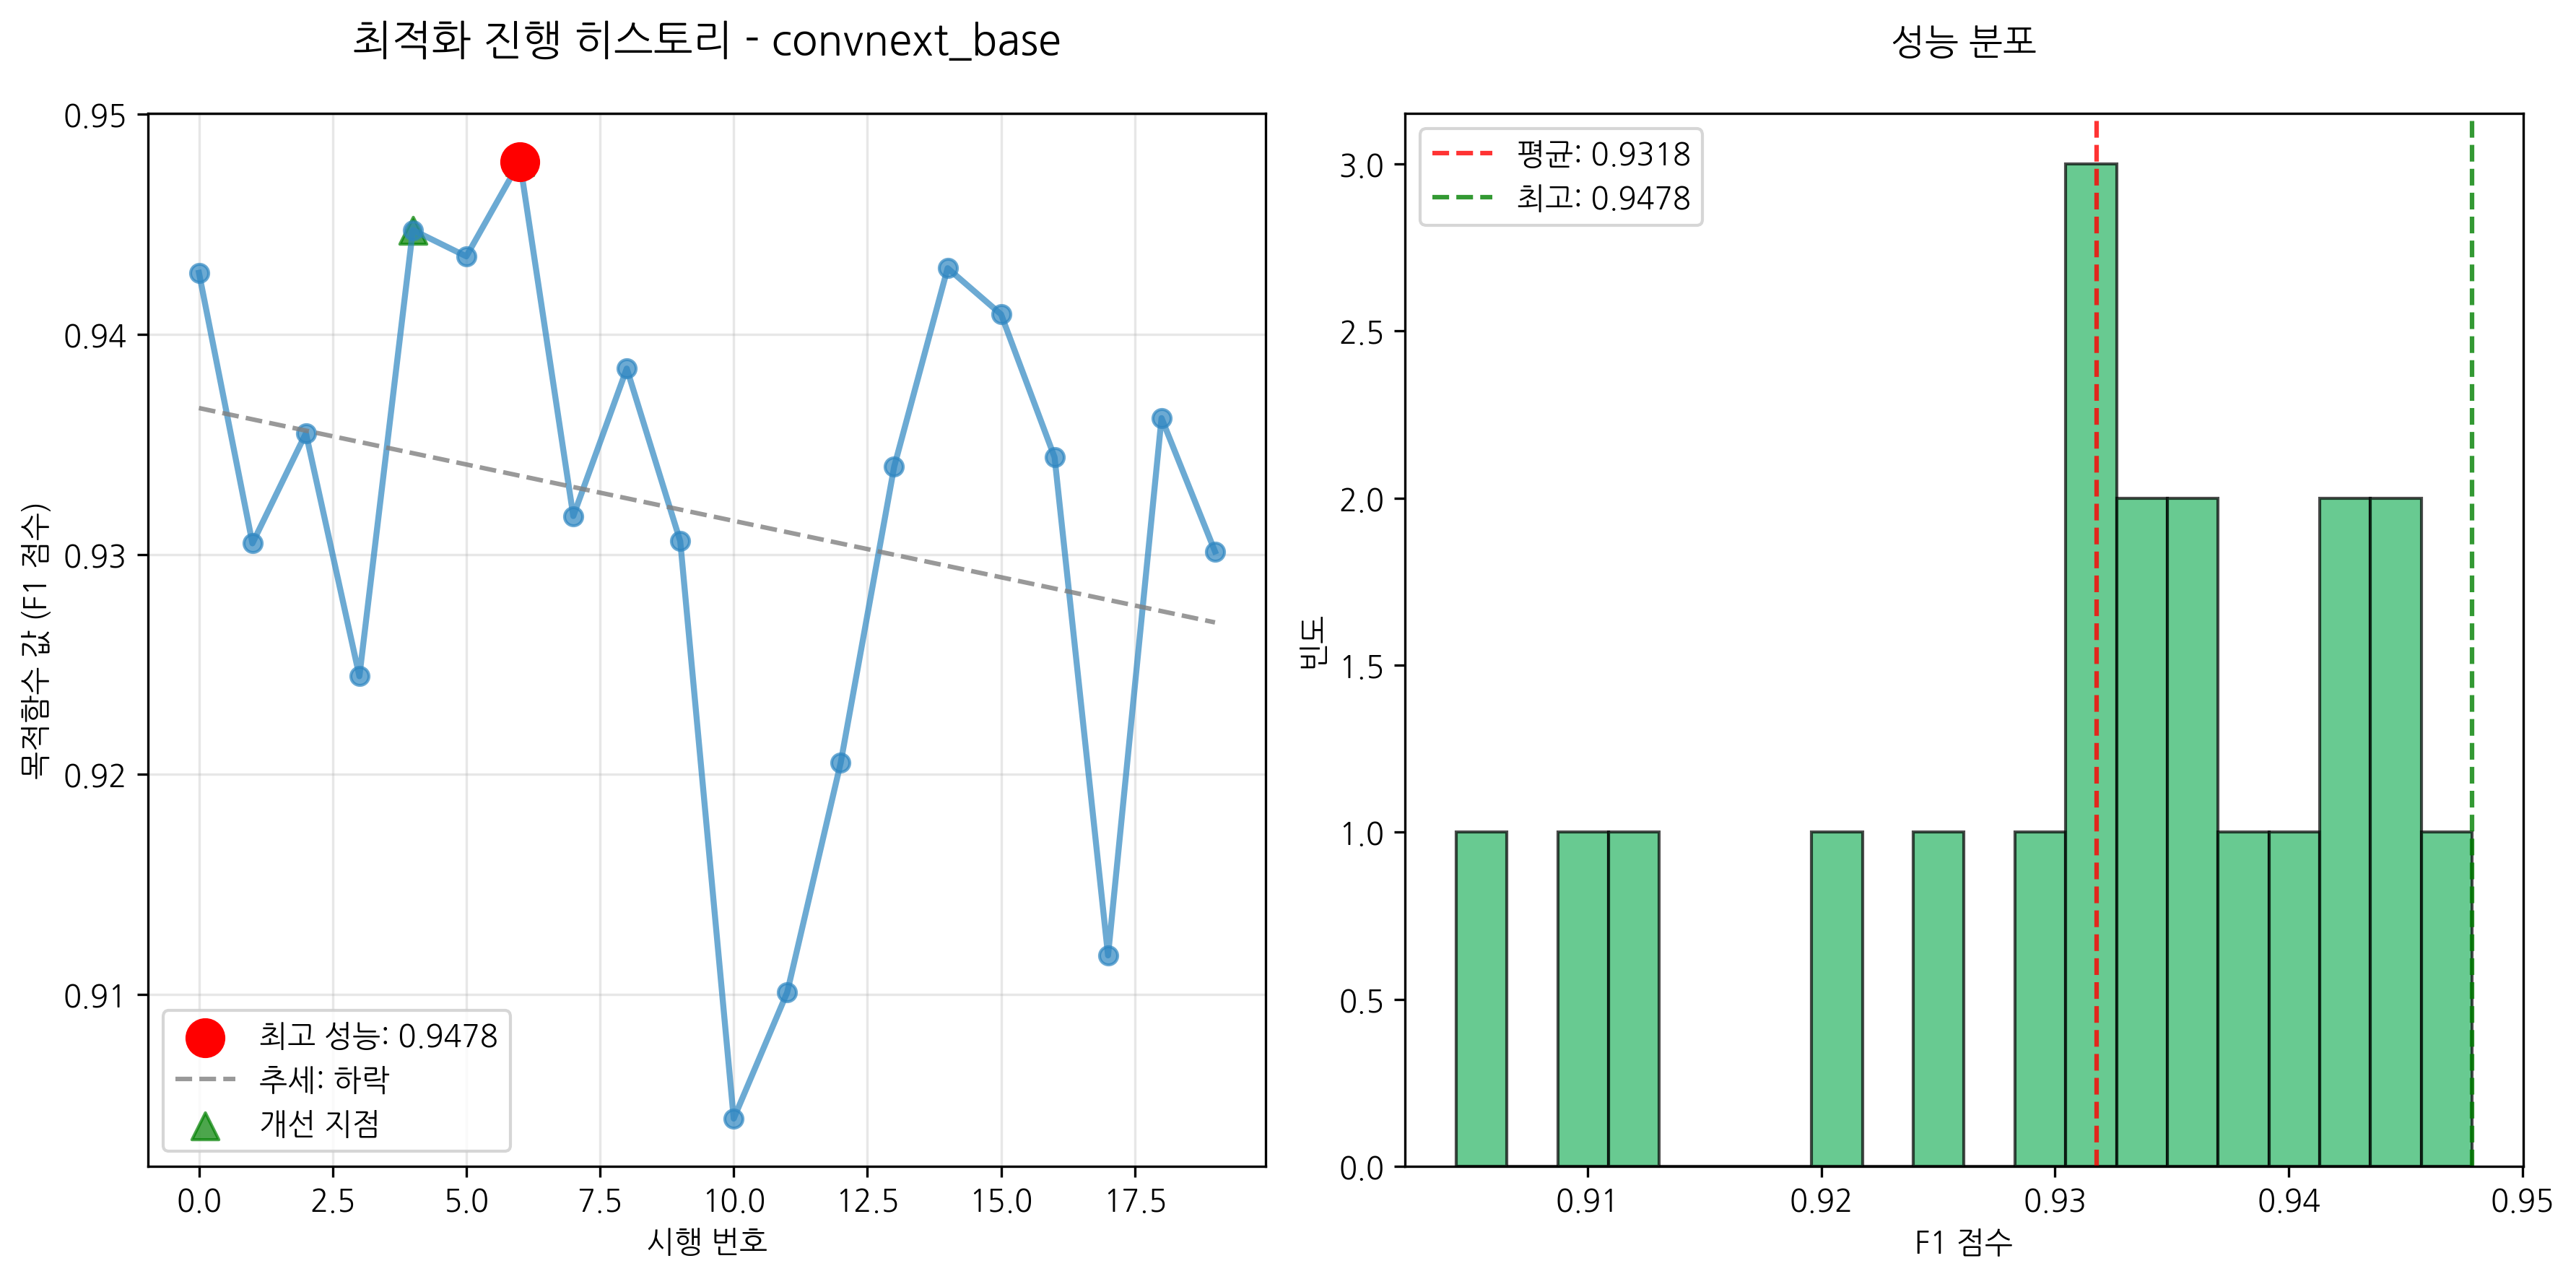 최적화 진행 히스토리 - convnext_base
목적함수 값 (F1 점수)
0.95
0.94
0.93
0.92
0.91
최고 성능: 0.9478
추세: 하락
개선 지점
0.0 2.5 5.0 7.5 10.0 12.5 15.0 17.5
시행 번호
성능 분포
빈도
3.0
2.5
2.0
1.5
1.0
0.5
0.0
평균: 0.9318
최고: 0.9478
0.91 0.92 0.93 0.94 0.95
F1 점수